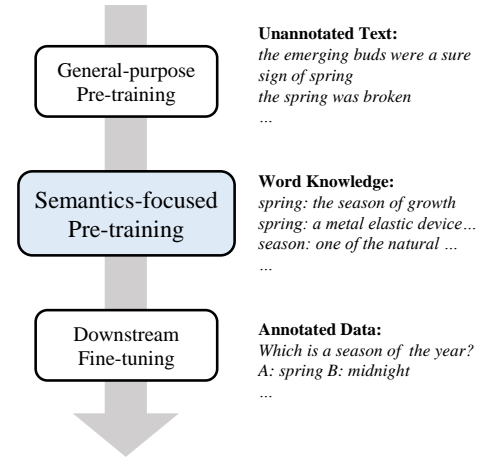 General-purpose
Pre-training
Unannotated Text:
the emerging buds were a sure
sign of spring
the spring was broken
…
Semantics-focused
Pre-training
Word Knowledge:
spring: the season of growth
spring: a metal elastic device…
season: one of the natural …
…
Downstream
Fine-tuning
Annotated Data:
Which is a season of the year?
A: spring B: midnight
…